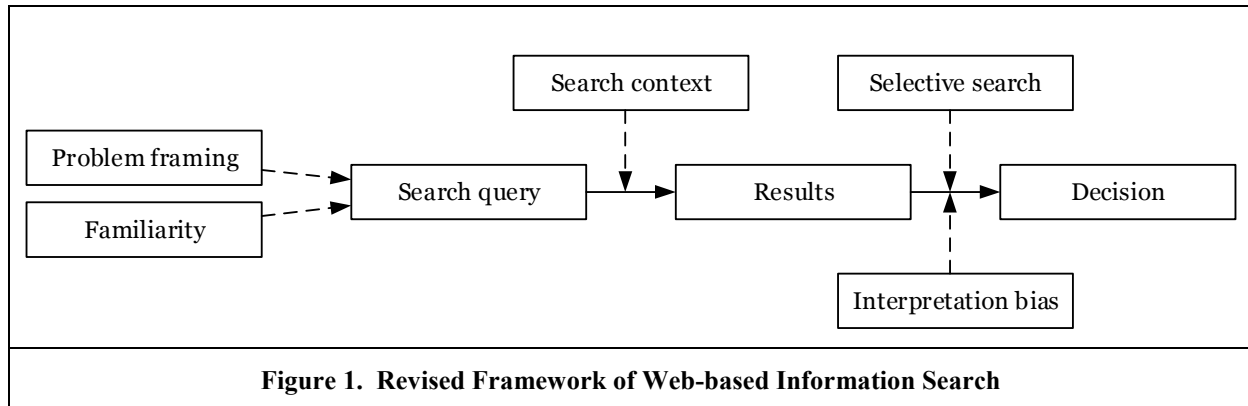 Search context
Selective search
Problem framing
Search query
Results
Decision
Familiarity
Interpretation bias
Figure 1.  Revised Framework of Web-based Information Search